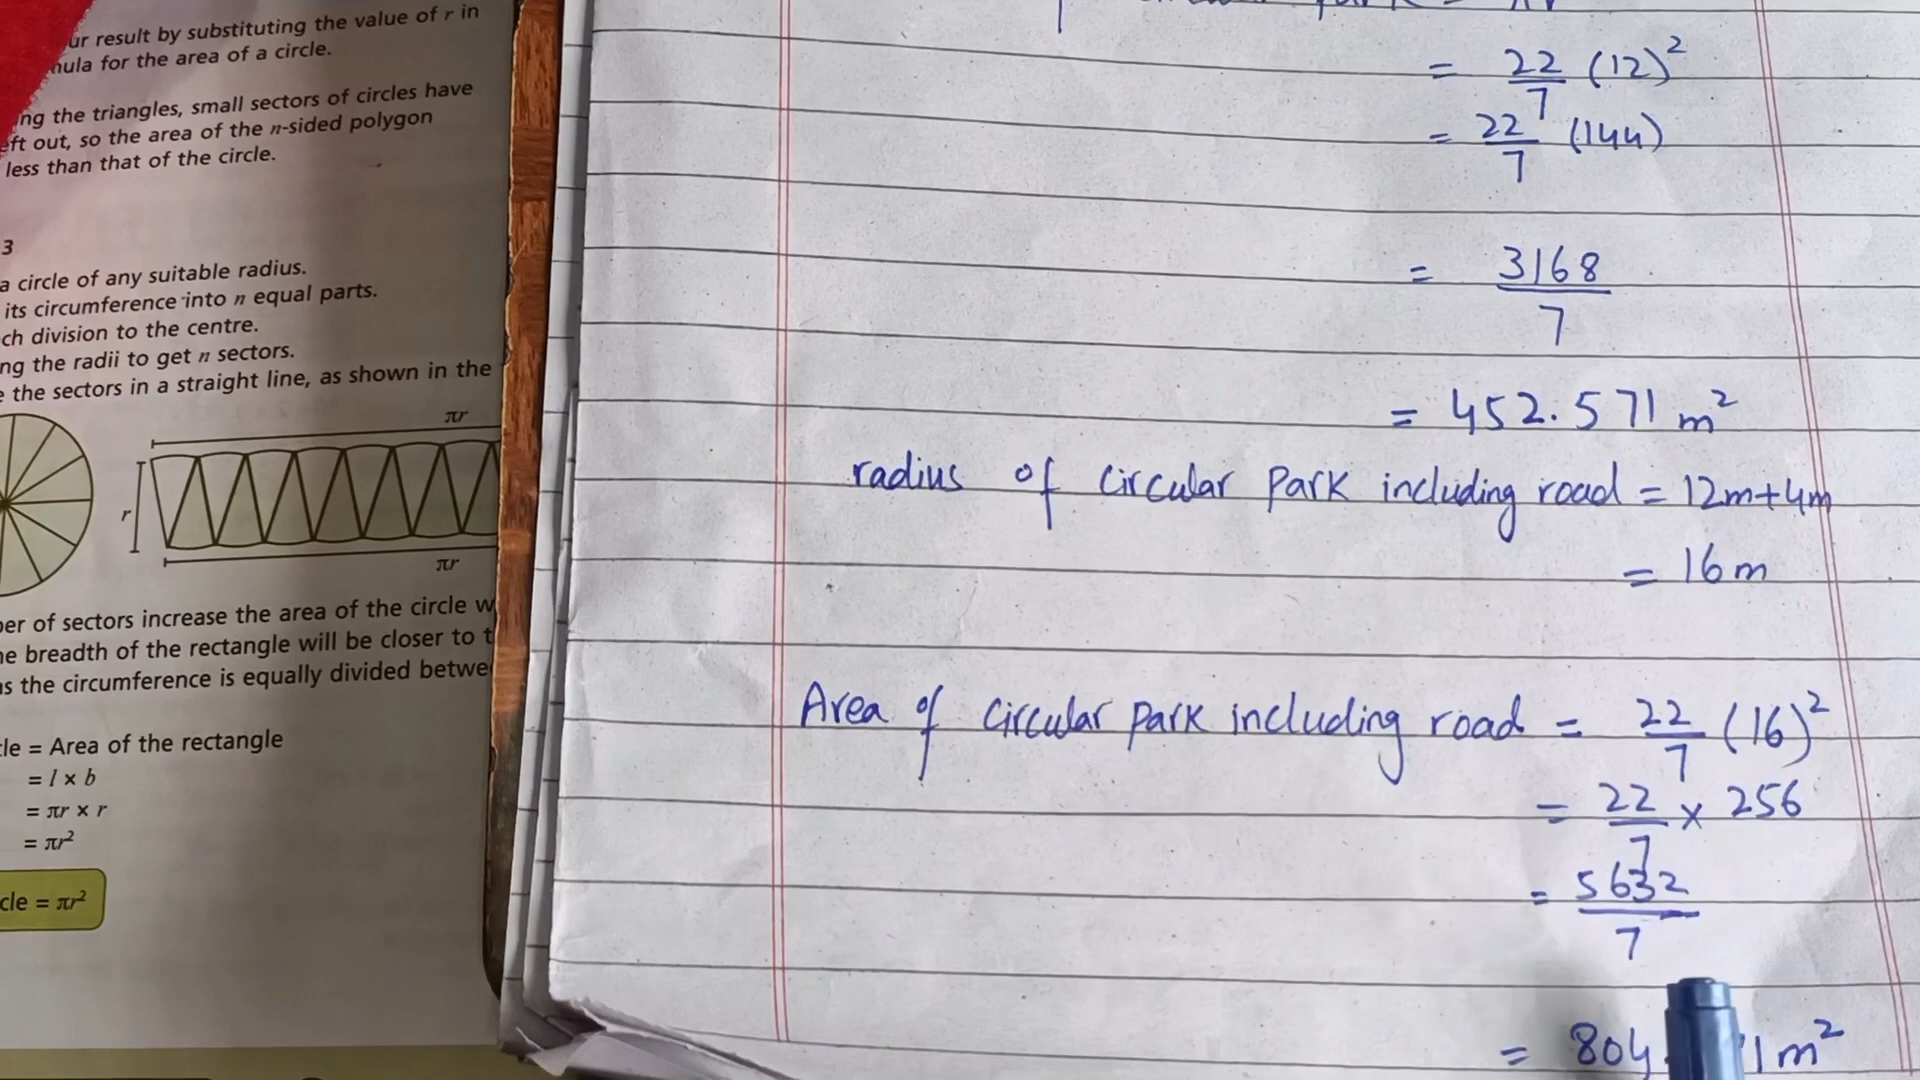 ur result by substituting the value of r in
ula for the area of a circle.
ng the triangles, small sectors of circles have
eft out, so the area of the n-sided polygon
less than that of the circle.
3
a circle of any suitable radius.
its circumference into n equal parts.
ch division to the centre.
ng the radii to get n sectors.
e the sectors in a straight line, as shown in the
πr
r
πr
er of sectors increase the area of the circle w
e breadth of the rectangle will be closer to t
s the circumference is equally divided betwe
cle = Area of the rectangle
= l × b
= πr × r
= πr²
cle = πr²
= 22/7 (12)²
= 22/7 (144)
= 3168/7
= 452.571 m²
radius of circular park including road = 12m+4m
= 16m
Area of circular park including road = 22/7 (16)²
= 22/7 × 256
= 5632/7
= 804 1m²